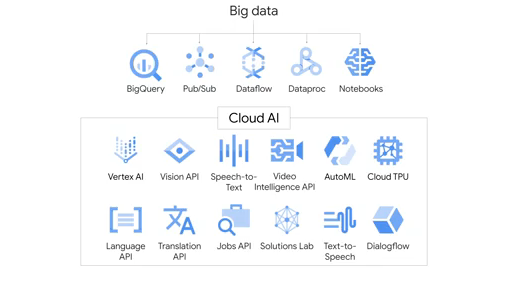 Big data
BigQuery
Pub/Sub
Dataflow
Dataproc
Notebooks
Cloud AI
Vertex AI
Vision API
Speech-to-
Text
Video
Intelligence API
AutoML
Cloud TPU
Language
API
Translation
API
Jobs API
Solutions Lab
Text-to-
Speech
Dialogflow